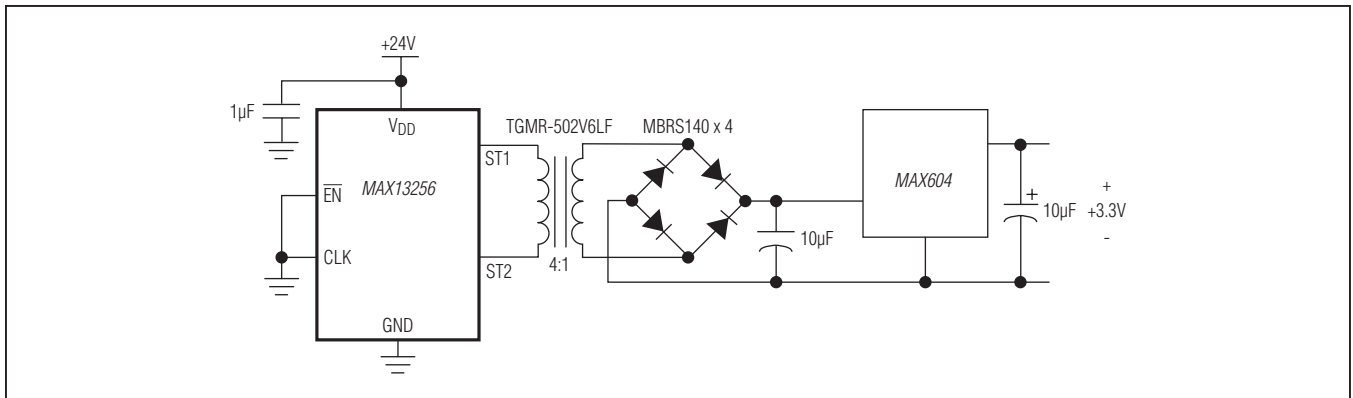 +24V
1µF
VDD
TGMR-502V6LF
MBRS140 x 4
ST1
MAX13256
EN
MAX604
+
+
10µF
+3.3V
-
10µF
CLK
ST2
4:1
GND